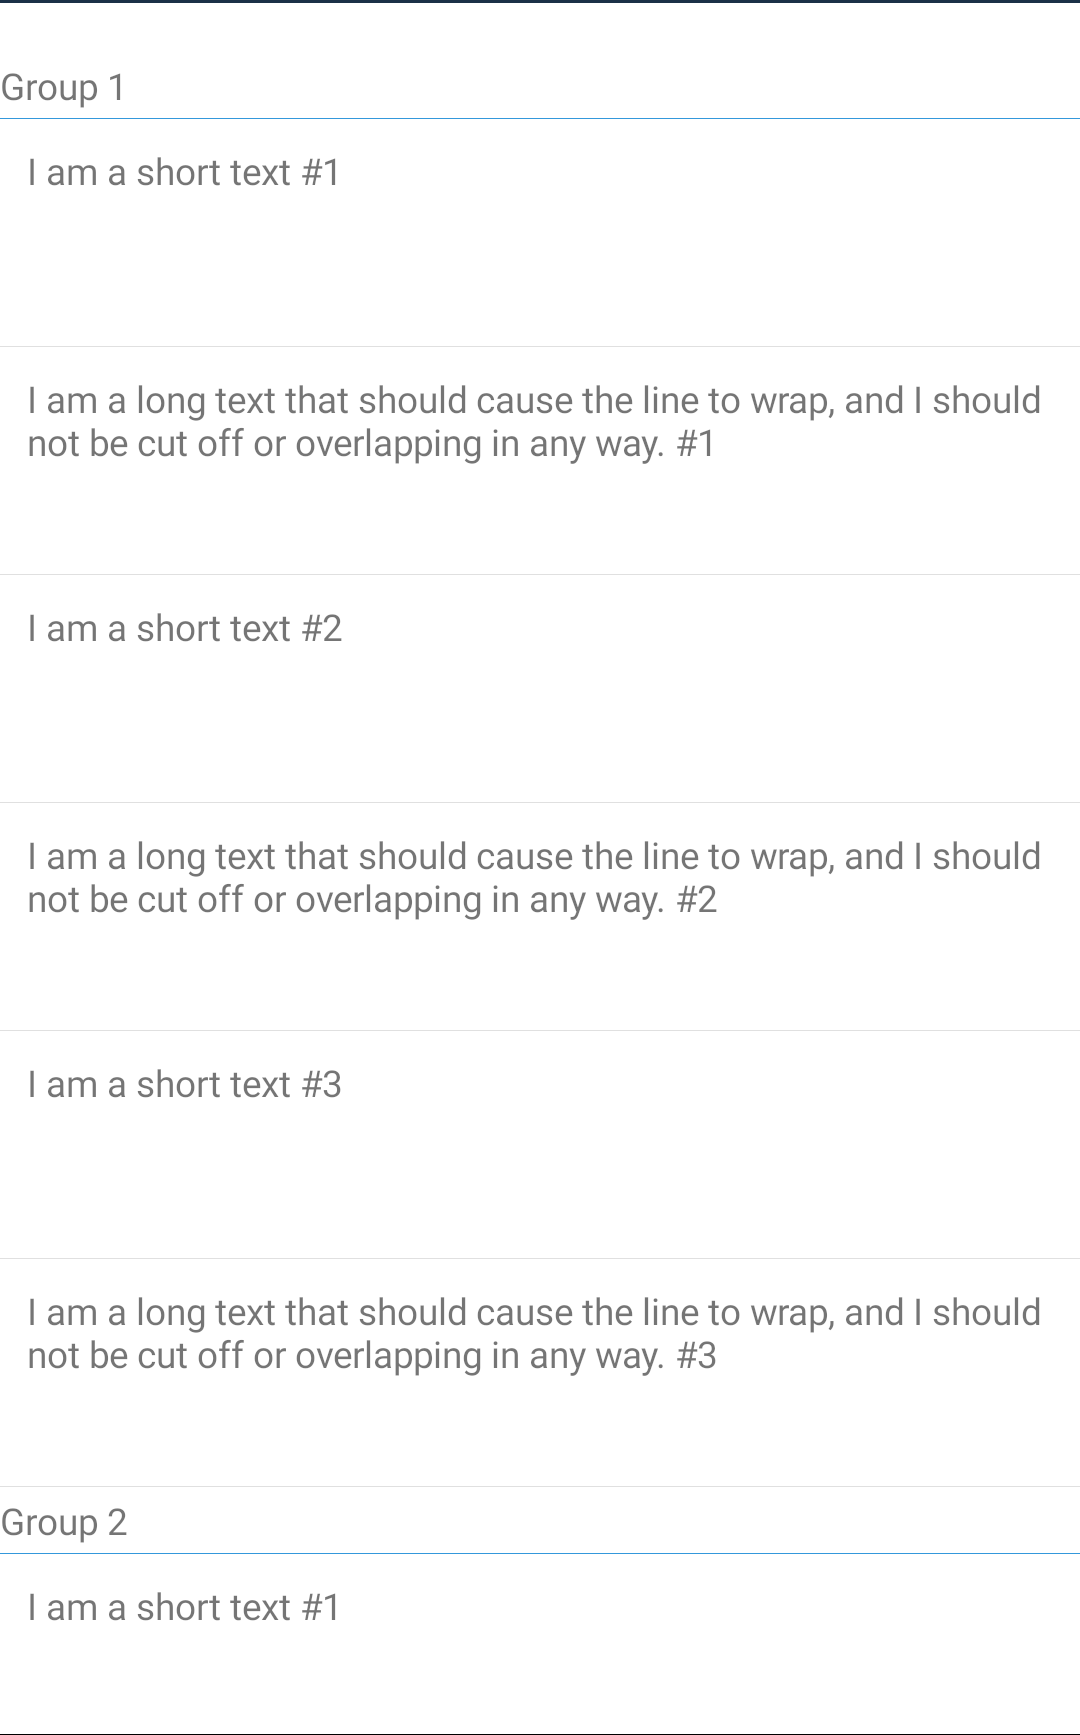 Group 1
I am a short text #1
I am a long text that should cause the line to wrap, and I should
not be cut off or overlapping in any way. #1
I am a short text #2
I am a long text that should cause the line to wrap, and I should
not be cut off or overlapping in any way. #2
I am a short text #3
I am a long text that should cause the line to wrap, and I should
not be cut off or overlapping in any way. #3
Group 2
I am a short text #1